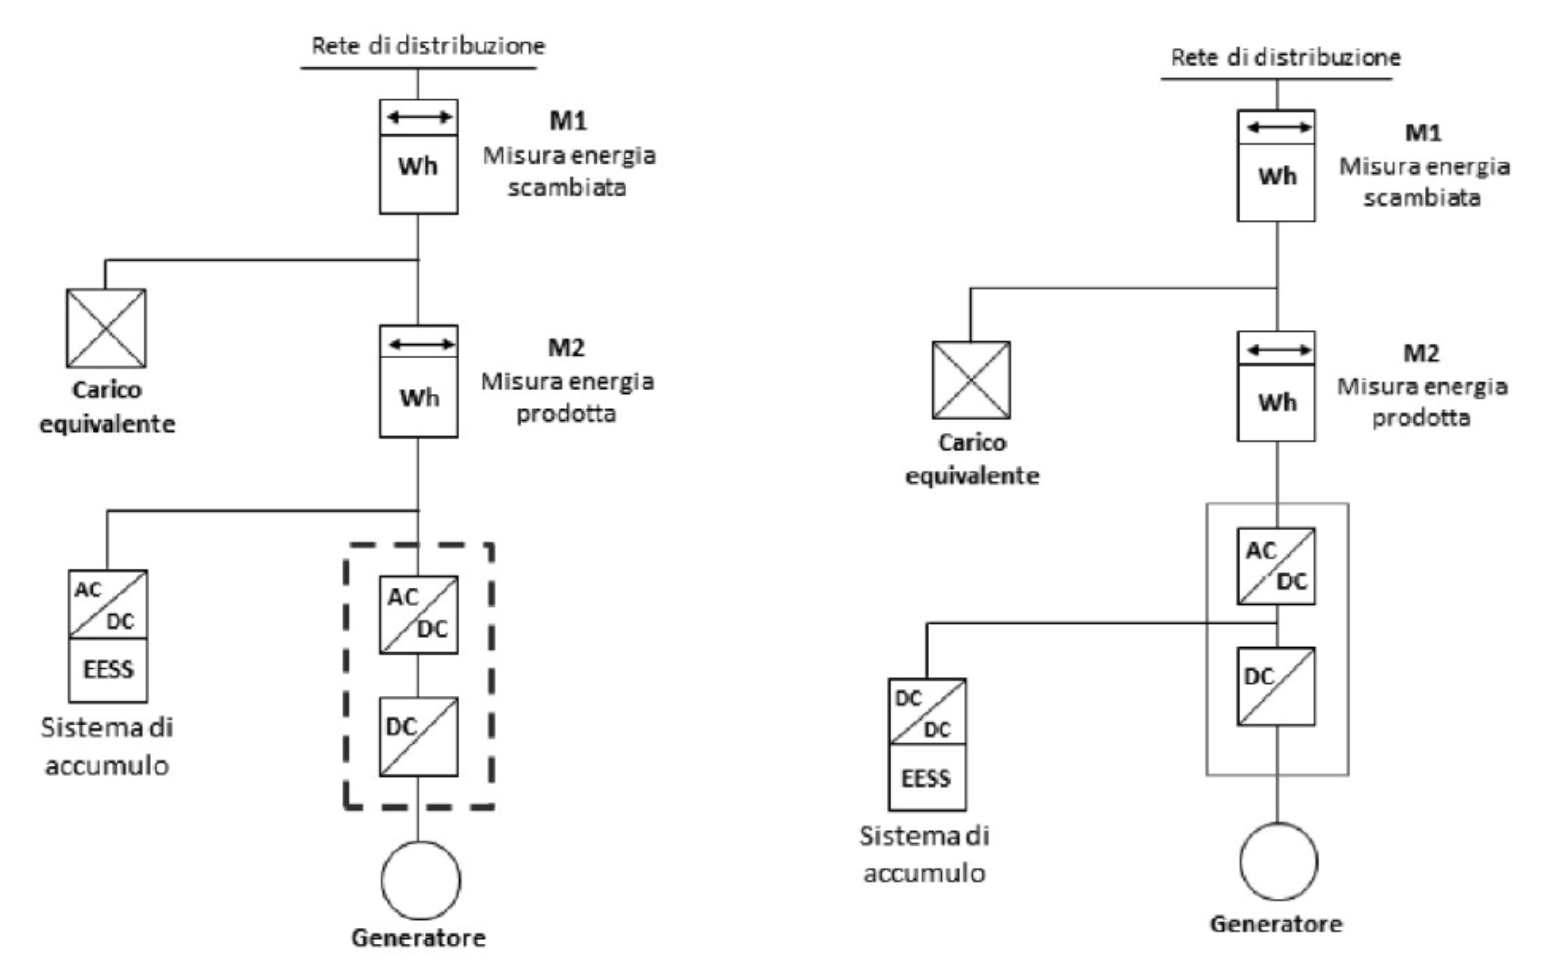 Rete di distribuzione
M1
Misura energia
scambiata
Wh
Carico
equivalente
M2
Misura energia
prodotta
Wh
AC
DC
EESS
Sistema di
accumulo
AC
DC
DC
Generatore
Rete di distribuzione
M1
Misura energia
scambiata
Wh
Carico
equivalente
M2
Misura energia
prodotta
Wh
AC
DC
DC
DC
DC
EESS
Sistema di
accumulo
Generatore